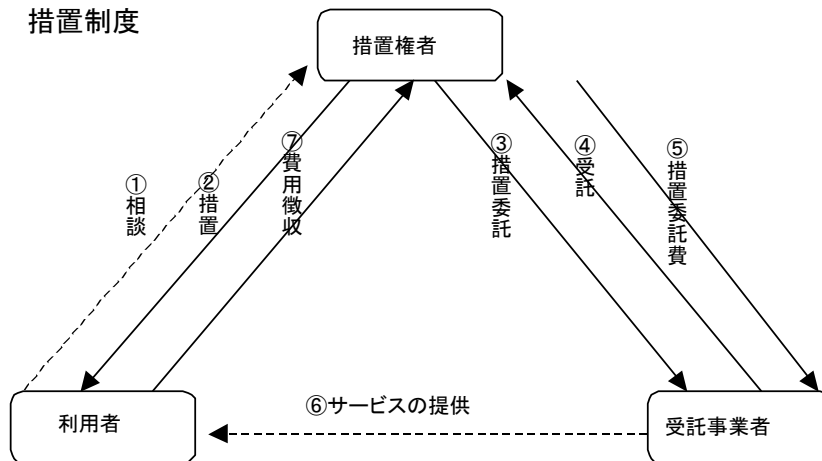 措置制度
措置権者
①相談
②措置
⑦費用徴収
③措置委託
④受託
⑤措置委託費
⑥サービスの提供
利用者
受託事業者